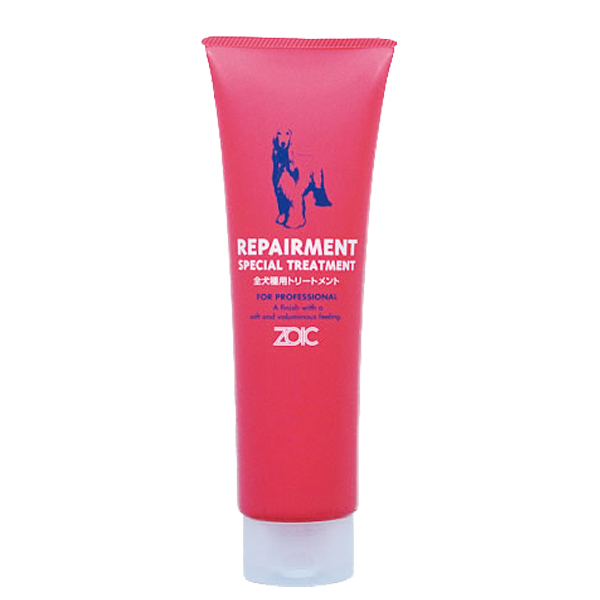 REPAIRMENT
SPECIAL TREATMENT
全犬種用トリートメント
FOR PROFESSIONAL
A finish with a
soft and voluminous feeling.
ZOIC